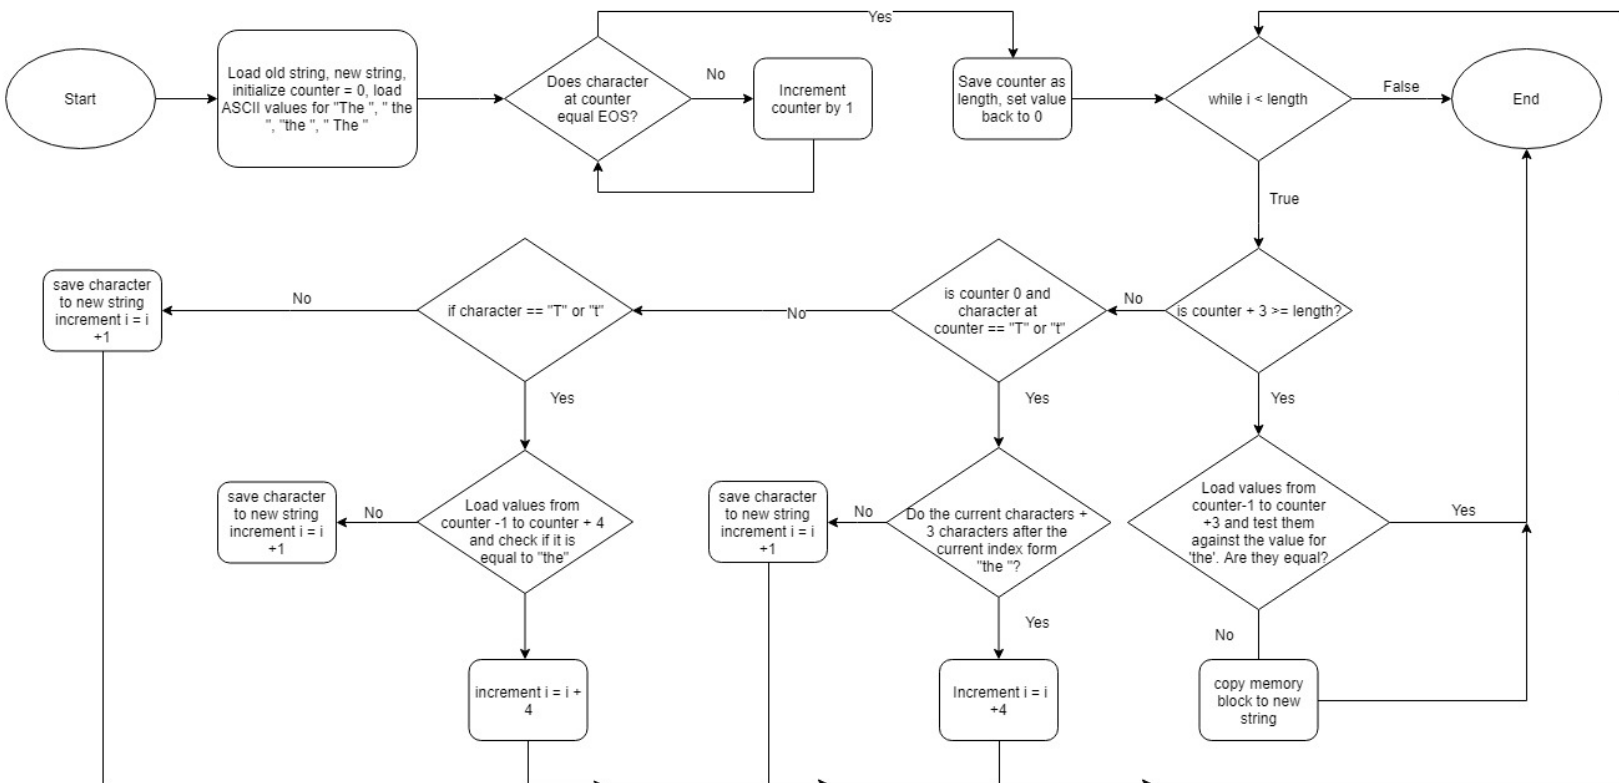 Start
Load old string, new string,
initialize counter = 0, load
ASCII values for "The ", " the
", "the ", " The "
Does character
at counter
equal EOS?
No
Increment
counter by 1
Yes
Save counter as
length, set value
back to 0
while i < length
False
End
True
save character
to new string
increment i = i
+1
No
if character == "T" or "t"
No
is counter 0 and
character at
counter == "T" or "t"
No
is counter + 3 >= length?
Yes
Yes
Yes
save character
to new string
increment i = i
+1
No
Load values from
counter -1 to counter + 4
and check if it is
equal to "the"
save character
to new string
increment i = i
+1
No
Do the current characters +
3 characters after the
current index form
"the "?
Load values from
counter-1 to counter
+3 and test them
against the value for
'the'. Are they equal?
Yes
Yes
No
increment i = i +
4
Increment i = i
+4
copy memory
block to new
string